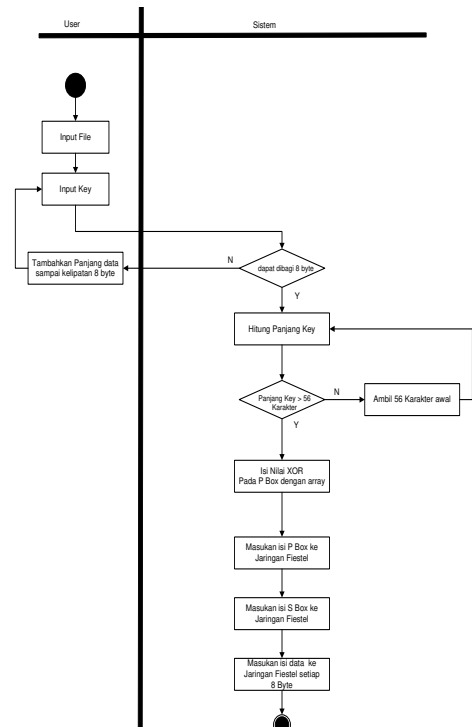 User
Sistem
Input File
Input Key
Tambahkan Panjang data
sampai kelipatan 8 byte
N
dapat dibagi 8 byte
Y
Hitung Panjang Key
Panjang Key > 56
Karakter
N
Ambil 56 Karakter awal
Y
Isi Nilai XOR
Pada P Box dengan array
Masukan isi P Box ke
Jaringan Fiestel
Masukan isi S Box ke
Jaringan Fiestel
Masukan isi data ke
Jaringan Fiestel setiap
8 Byte